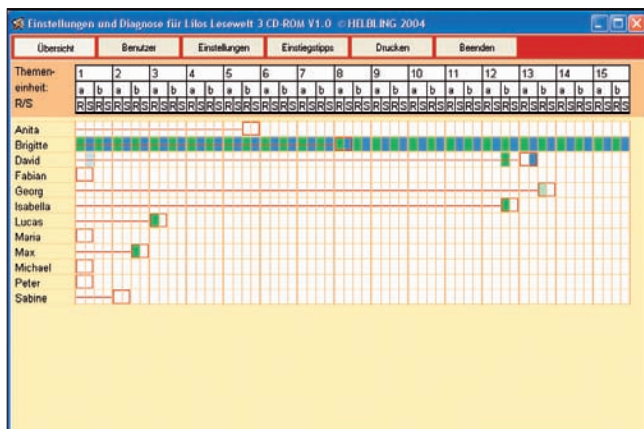 Einstellungen und Diagnose für Lilos Lesewelt 3 CD-ROM V1.0 ©HELBLING 2004
Übersicht Benutzer Einstellungen Einstiegstipps Drucken Beenden
Themen- 1 2 3 4 5 6 7 8 9 10 11 12 13 14 15
einheit: a b a b a b a b a b a b a b a b a b a b a b a b a b a b a b
R/S R S R S R S R S R S R S R S R S R S R S R S R S R S R S R S R S R S R S R S R S R S R S R S R S R S R S R S R S R S R S
Anita
Brigitte
David
Fabian
Georg
Isabella
Lucas
Maria
Max
Michael
Peter
Sabine